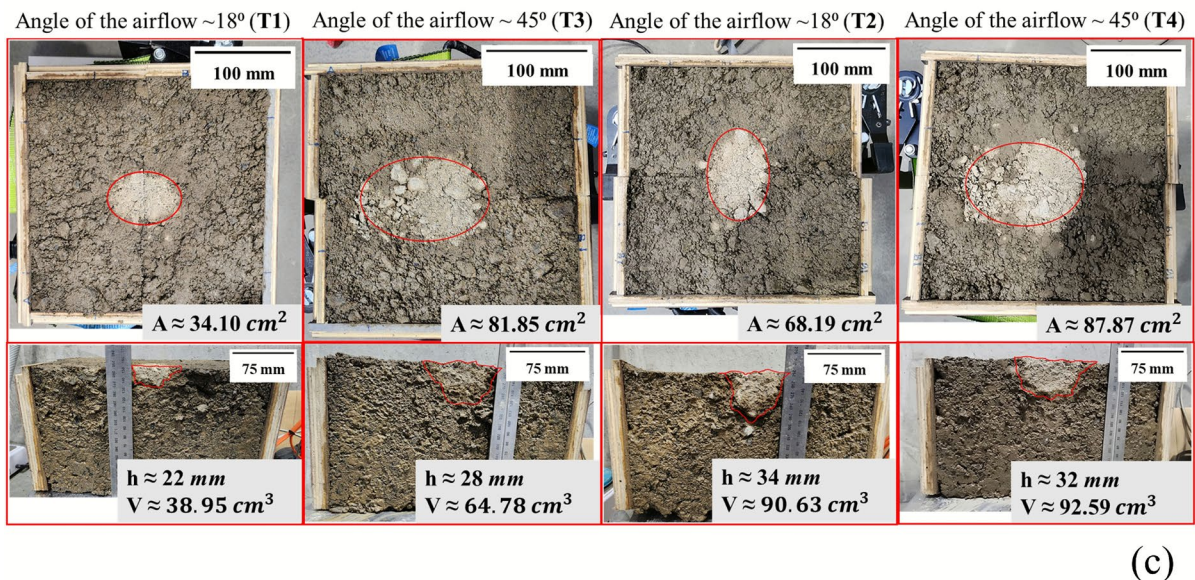 Angle of the airflow ~18⁰ (T1)
Angle of the airflow ~ 45⁰ (T3)
Angle of the airflow ~18⁰ (T2)
Angle of the airflow ~ 45⁰ (T4)
100 mm
100 mm
100 mm
100 mm
A ≈ 34.10 cm²
A ≈ 81.85 cm²
A ≈ 68.19 cm²
A ≈ 87.87 cm²
75 mm
75 mm
75 mm
75 mm
h ≈ 22 mm
V ≈ 38.95 cm³
h ≈ 28 mm
V ≈ 64.78 cm³
h ≈ 34 mm
V ≈ 90.63 cm³
h ≈ 32 mm
V ≈ 92.59 cm³
(c)